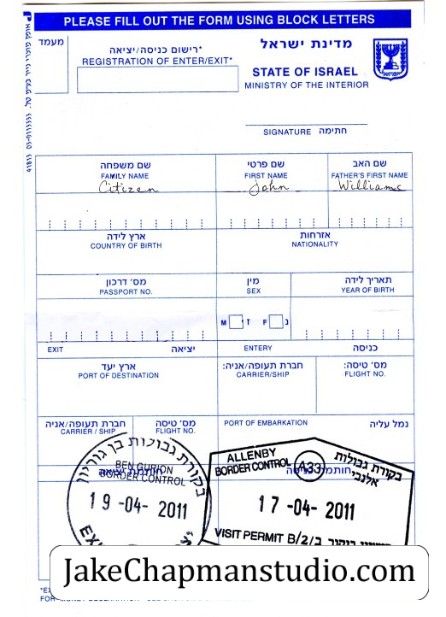 PLEASE FILL OUT THE FORM USING BLOCK LETTERS
מעמד
רישום כניסה/יציאה*
REGISTRATION OF ENTER/EXIT*
מדינת ישראל
STATE OF ISRAEL
MINISTRY OF THE INTERIOR
SIGNATURE חתימה
שם משפחה שם פרטי שם האב
FAMILY NAME FIRST NAME FATHER'S FIRST NAME
Citizen John Williams
ארץ לידה אזרחות
COUNTRY OF BIRTH NATIONALITY
מס' דרכון מין תאריך לידה
PASSPORT NO. SEX YEAR OF BIRTH
M ז F נ
EXIT יציאה ENTERY כניסה
ארץ יעד חברת תעופה/אניה: מס' טיסה:
PORT OF DESTINATION CARRIER/SHIP FLIGHT NO.
חברת תעופה/אניה מס' טיסה PORT OF EMBARKATION נמל עליה
CARRIER / SHIP FLIGHT NO.
ביקורת גבולות בן גוריון
BEN GURION
BORDER CONTROL
19-04-2011
ALLENBY
BORDER CONTROL
A33
ביקורת גבולות
אלנבי
חותמת כניסה
17-04-2011
VISIT PERMIT B/2/ב
JakeChapmanstudio.com